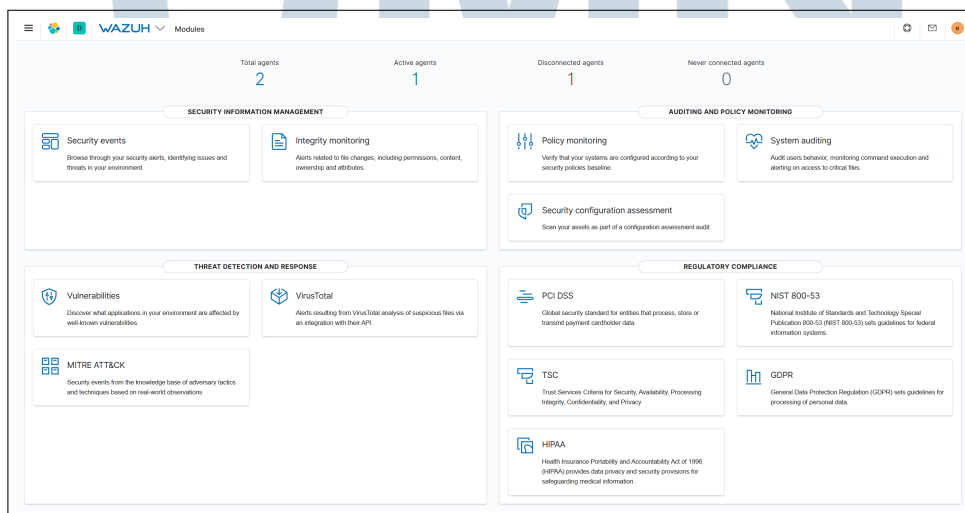 D WAZUH Modules e
Total agents Active agents Disconnected agents Never connected agents
2 1 1 0
SECURITY INFORMATION MANAGEMENT
Security events
Browse through your security alerts, identifying issues and
threats in your environment.
Integrity monitoring
Alerts related to file changes, including permissions, content,
ownership and attributes.
AUDITING AND POLICY MONITORING
Policy monitoring
Verify that your systems are configured according to your
security policies baseline.
System auditing
Audit users behavior, monitoring command execution and
alerting on access to critical files.
Security configuration assessment
Scan your assets as part of a configuration assessment audit.
THREAT DETECTION AND RESPONSE
Vulnerabilities
Discover what applications in your environment are affected by
well-known vulnerabilities.
VirusTotal
Alerts resulting from VirusTotal analysis of suspicious files via
an integration with their API.
MITRE ATT&CK
Security events from the knowledge base of adversary tactics
and techniques based on real-world observations
REGULATORY COMPLIANCE
PCI DSS
Global security standard for entities that process, store or
transmit payment cardholder data.
NIST 800-53
National Institute of Standards and Technology Special
Publication 800-53 (NIST 800-53) sets guidelines for federal
information systems.
TSC
Trust Services Criteria for Security, Availability, Processing
Integrity, Confidentiality, and Privacy
GDPR
General Data Protection Regulation (GDPR) sets guidelines for
processing of personal data.
HIPAA
Health Insurance Portability and Accountability Act of 1996
(HIPAA) provides data privacy and security provisions for
safeguarding medical information.